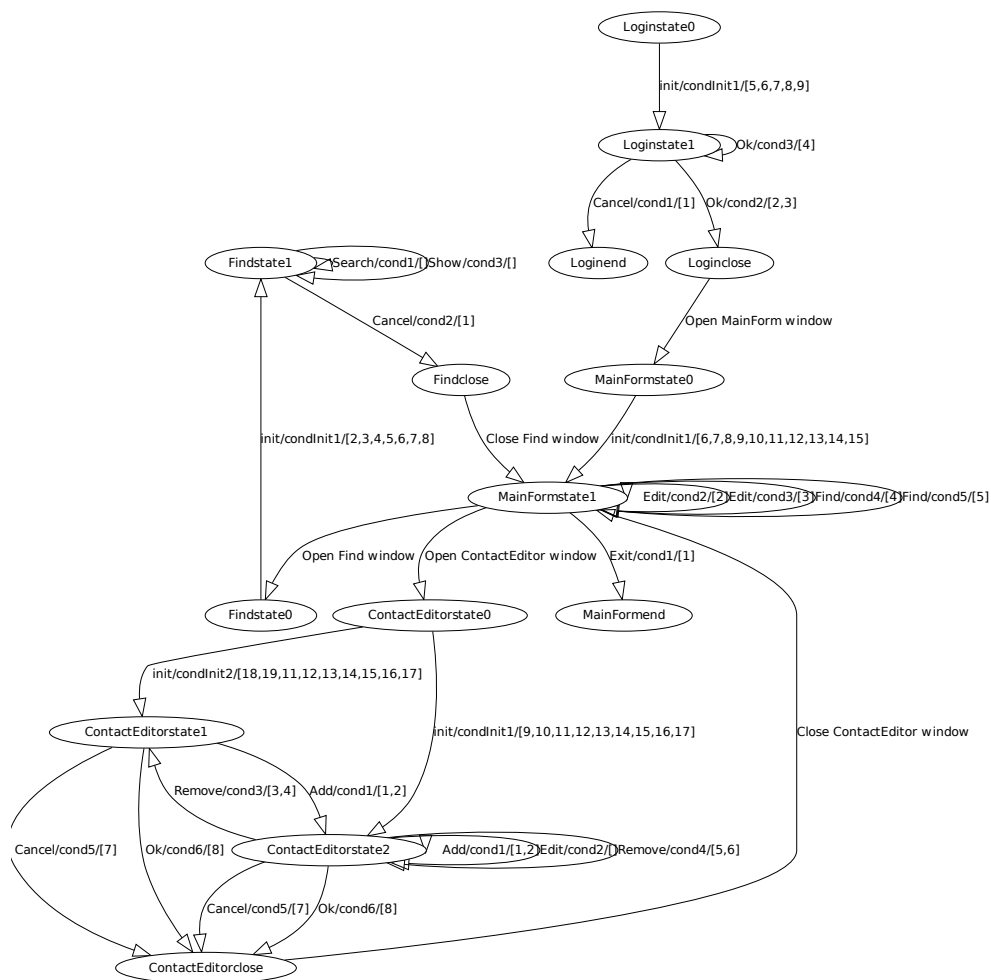 Loginstate0
init/condInit1/[5,6,7,8,9]
Loginstate1
Ok/cond3/[4]
Cancel/cond1/[1]
Ok/cond2/[2,3]
Findstate1
Search/cond1/[]
Show/cond3/[]
Loginend
Loginclose
Cancel/cond2/[1]
Open MainForm window
Findclose
MainFormstate0
init/condInit1/[2,3,4,5,6,7,8]
Close Find window
init/condInit1/[6,7,8,9,10,11,12,13,14,15]
MainFormstate1
Edit/cond2/[2]
Edit/cond3/[3]
Find/cond4/[4]
Find/cond5/[5]
Open Find window
Open ContactEditor window
Exit/cond1/[1]
Findstate0
ContactEditorstate0
MainFormend
init/condInit2/[18,19,11,12,13,14,15,16,17]
ContactEditorstate1
init/condInit1/[9,10,11,12,13,14,15,16,17]
Close ContactEditor window
Remove/cond3/[3,4]
Add/cond1/[1,2]
Cancel/cond5/[7]
Ok/cond6/[8]
ContactEditorstate2
Add/cond1/[1,2]
Edit/cond2/[]
Remove/cond4/[5,6]
Cancel/cond5/[7]
Ok/cond6/[8]
ContactEditorclose